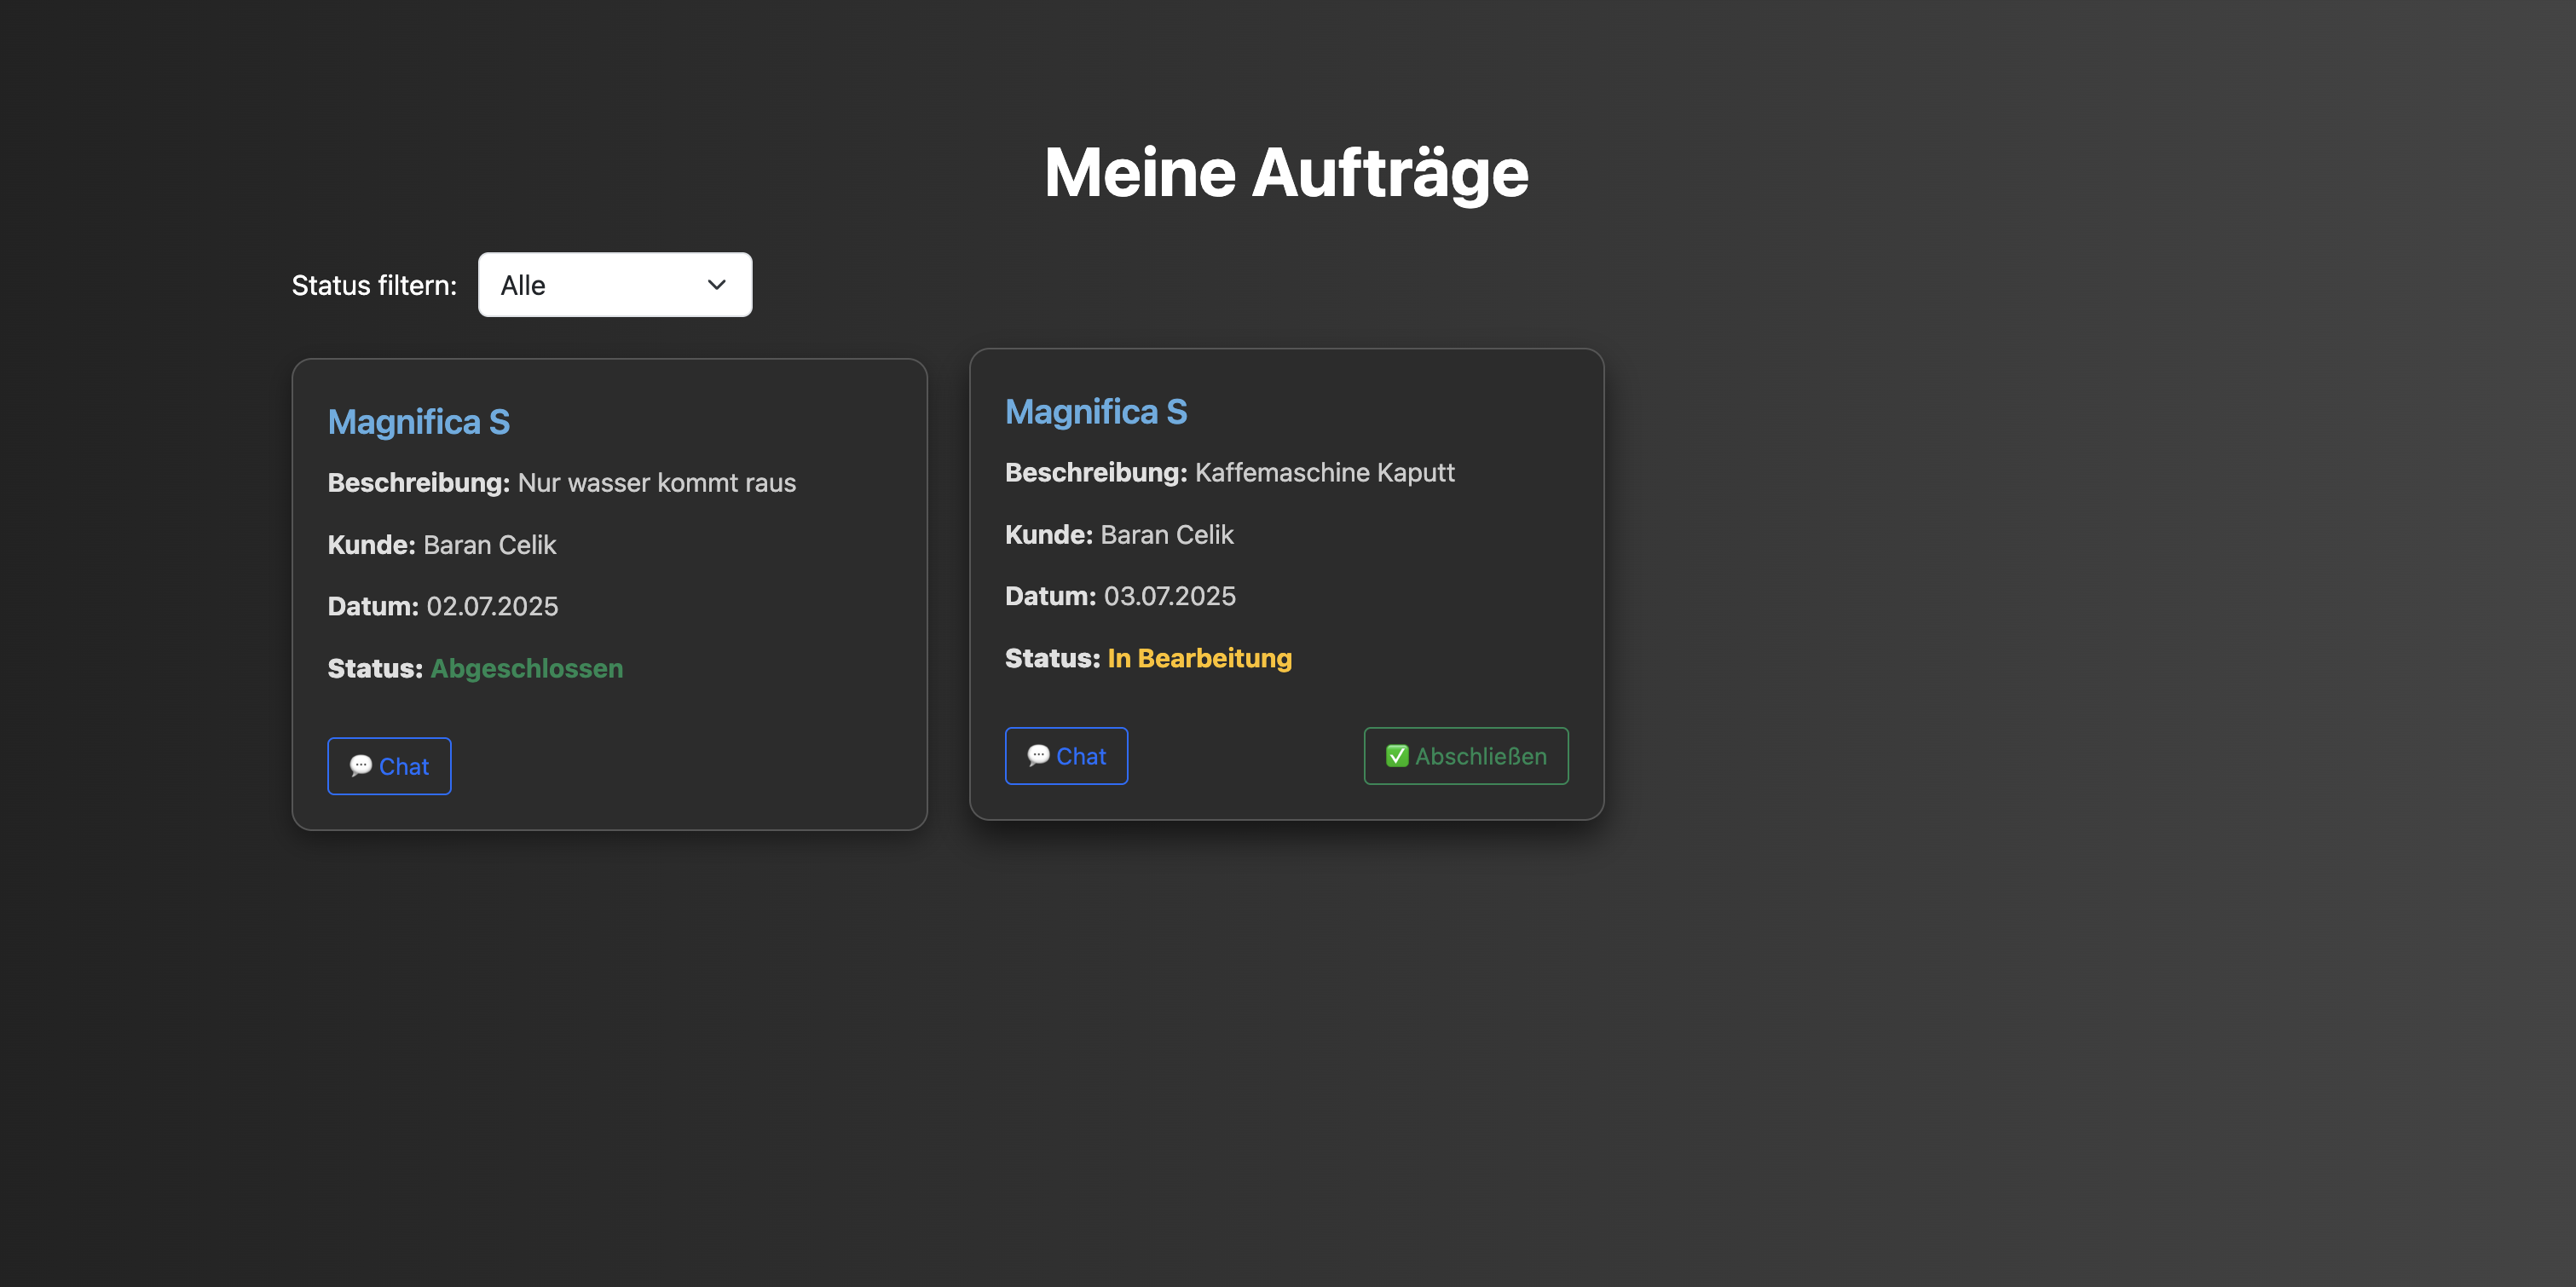 Meine Aufträge
Status filtern: Alle
Magnifica S
Beschreibung: Nur wasser kommt raus
Kunde: Baran Celik
Datum: 02.07.2025
Status: Abgeschlossen
💬 Chat
Magnifica S
Beschreibung: Kaffemaschine Kaputt
Kunde: Baran Celik
Datum: 03.07.2025
Status: In Bearbeitung
💬 Chat
✅ Abschließen